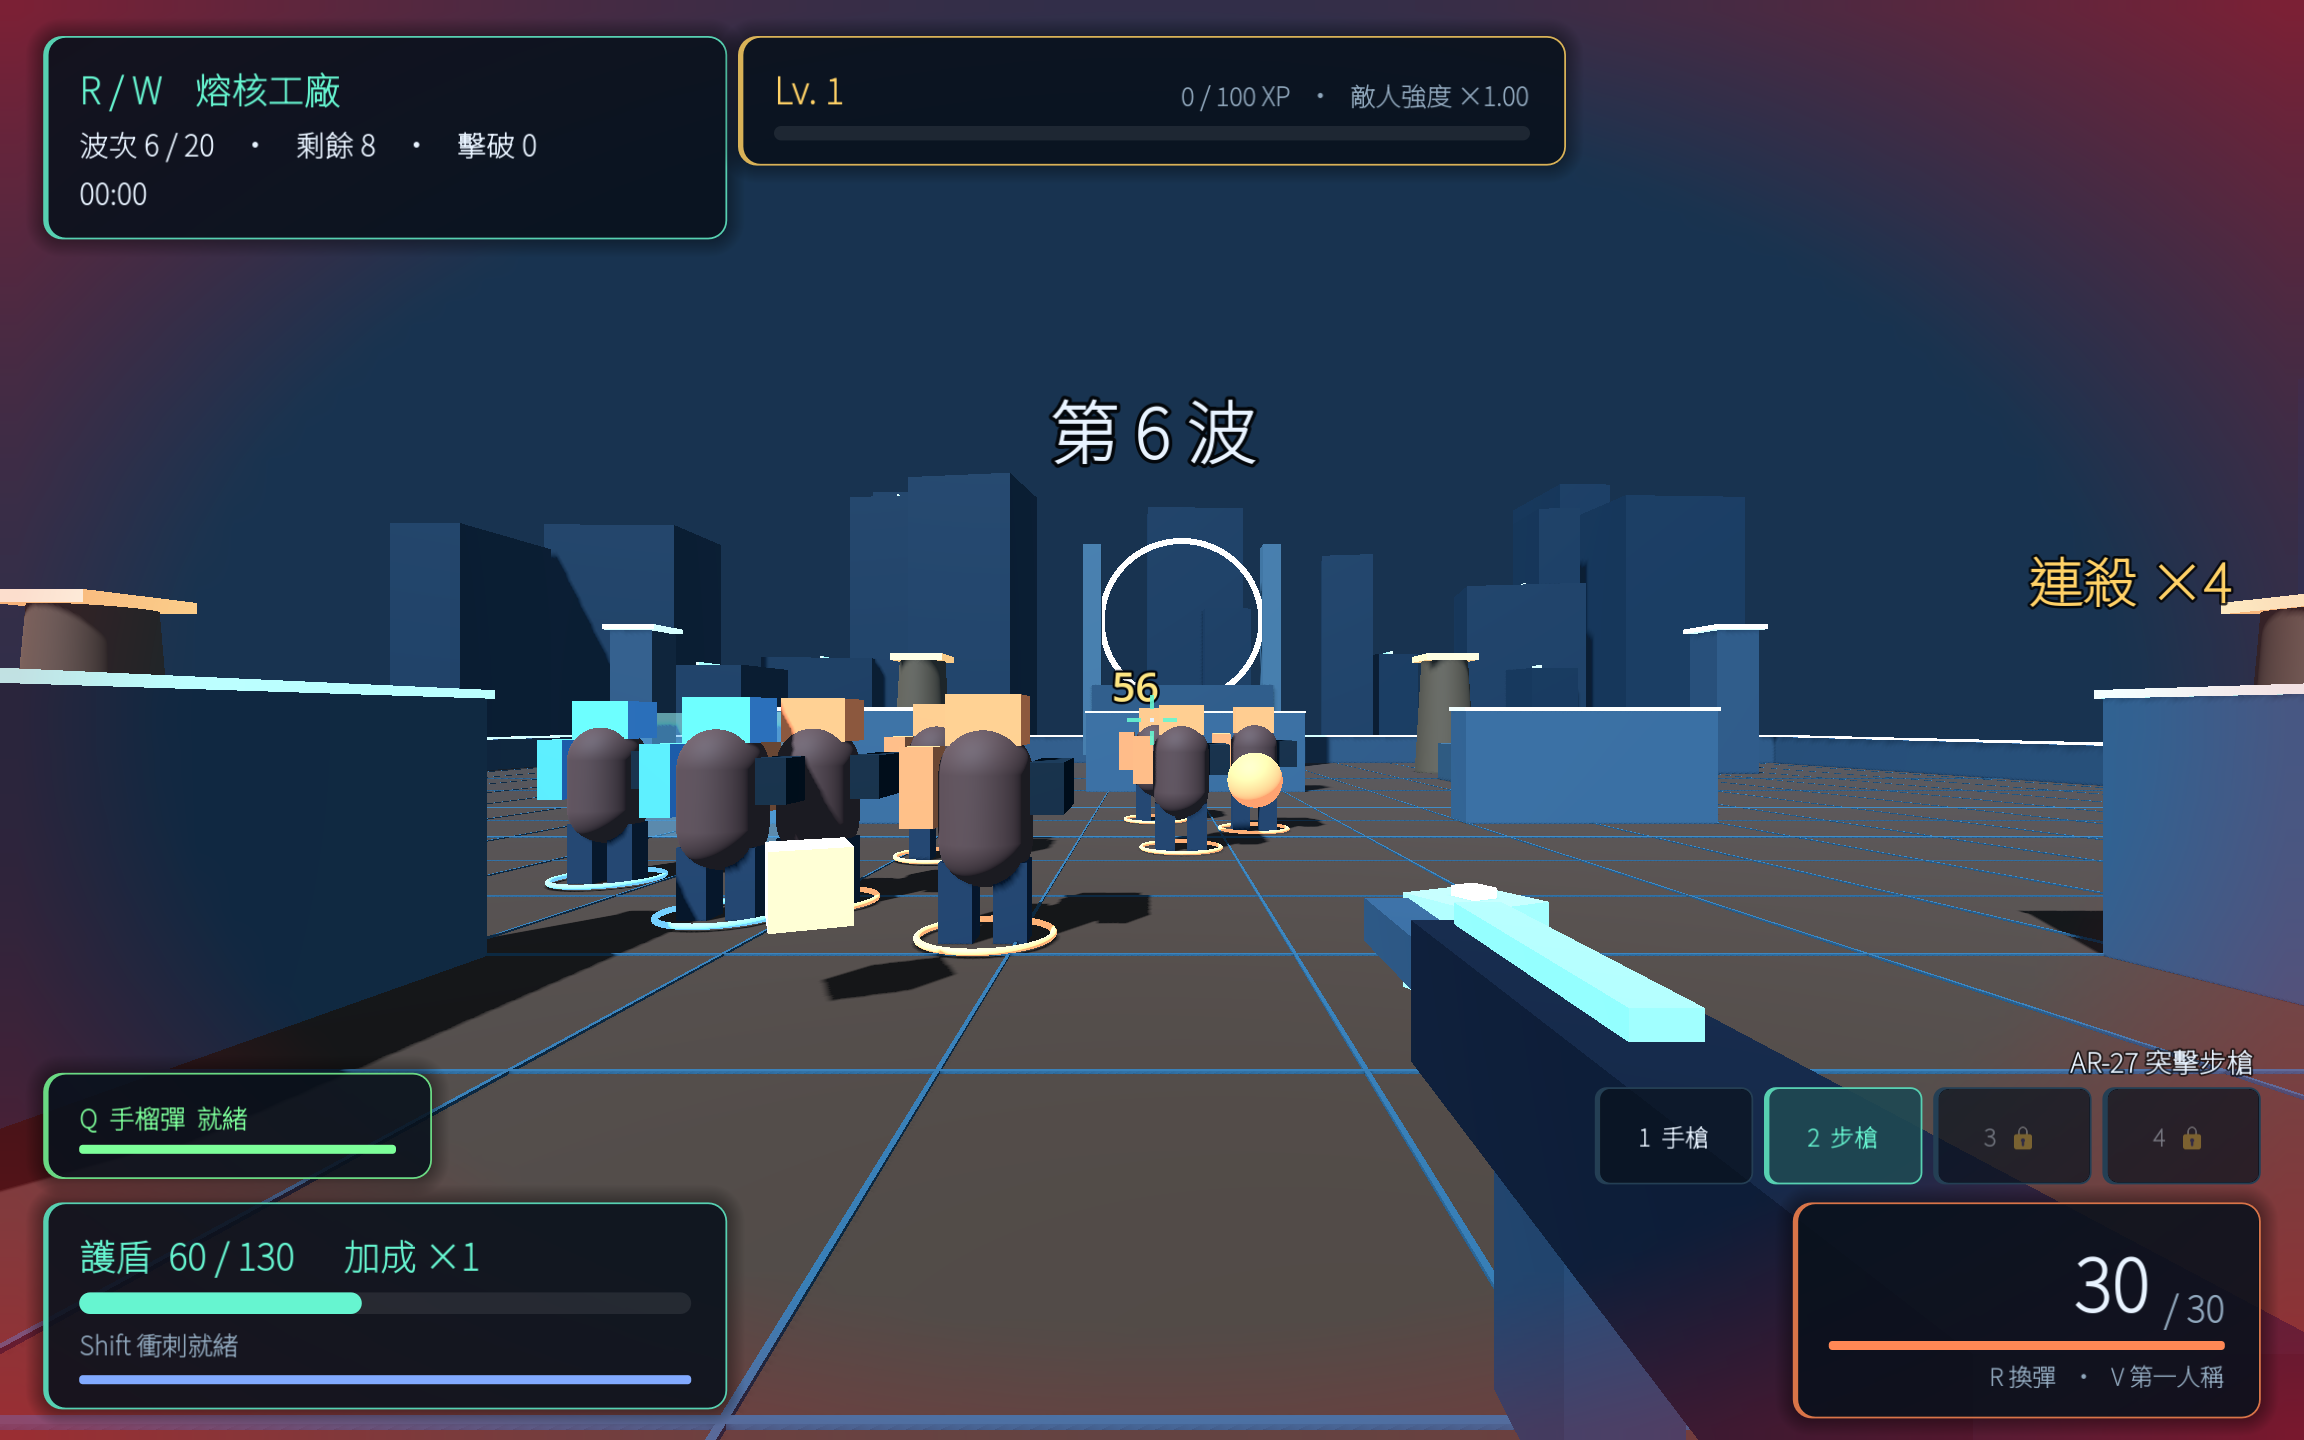 R / W 熔核工廠
波次 6 / 20 · 剩餘 8 · 擊破 0
00:00
Lv. 1
0 / 100 XP · 敵人強度 ×1.00
第 6 波
連殺 ×4
56
Q 手榴彈 就緒
護盾 60 / 130 加成 ×1
Shift 衝刺就緒
AR-27 突擊步槍
1 手槍
2 步槍
3
4
30 / 30
R 換彈 · V 第一人稱